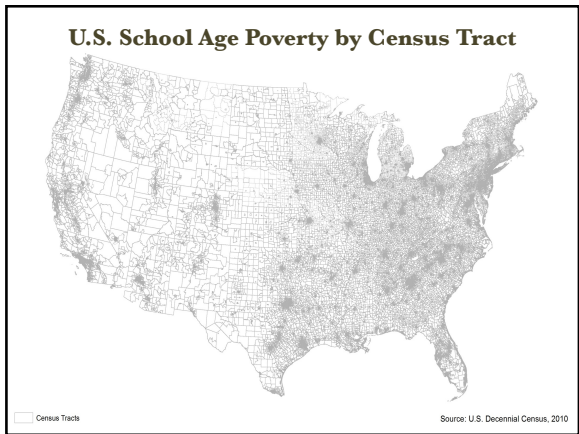 U.S. School Age Poverty by Census Tract
Census Tracts
Source: U.S. Decennial Census, 2010